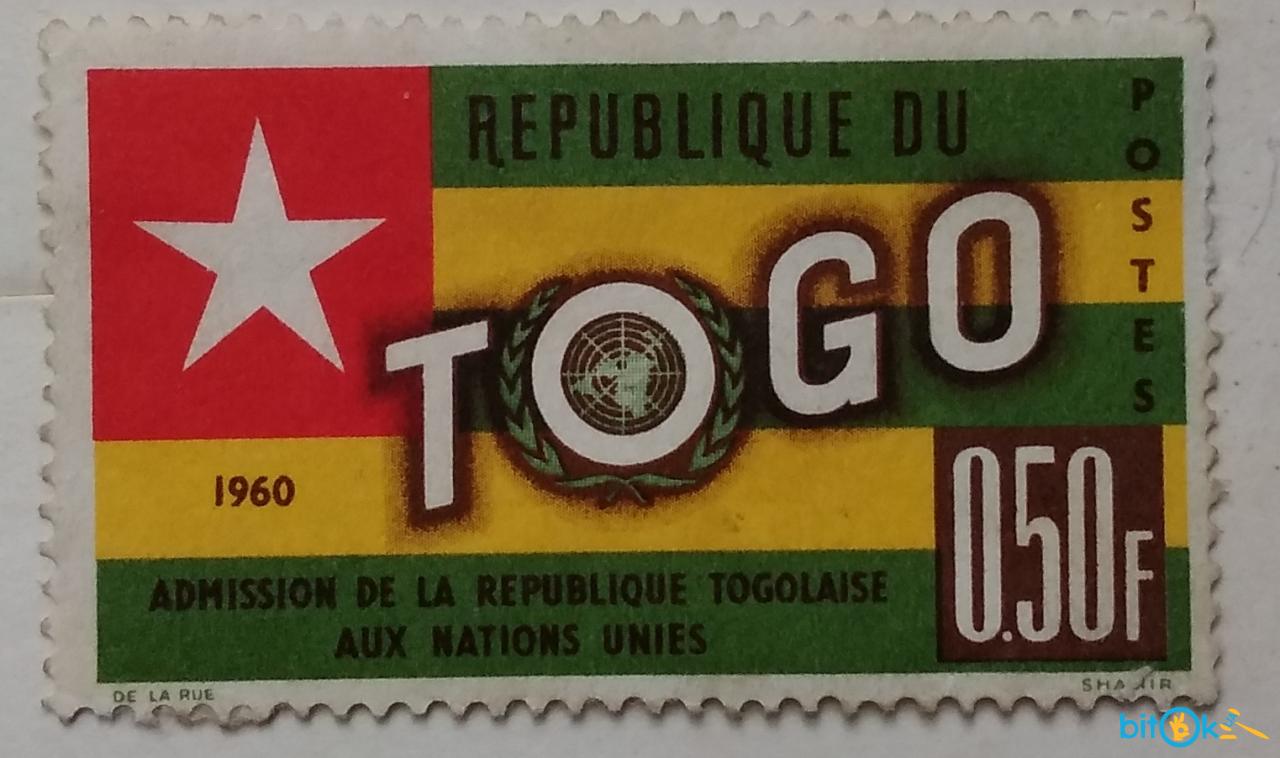 REPUBLIQUE DU
POSTES
TOGO
1960
0.50F
ADMISSION DE LA REPUBLIQUE TOGOLAISE
AUX NATIONS UNIES
DE LA RUE
bitok